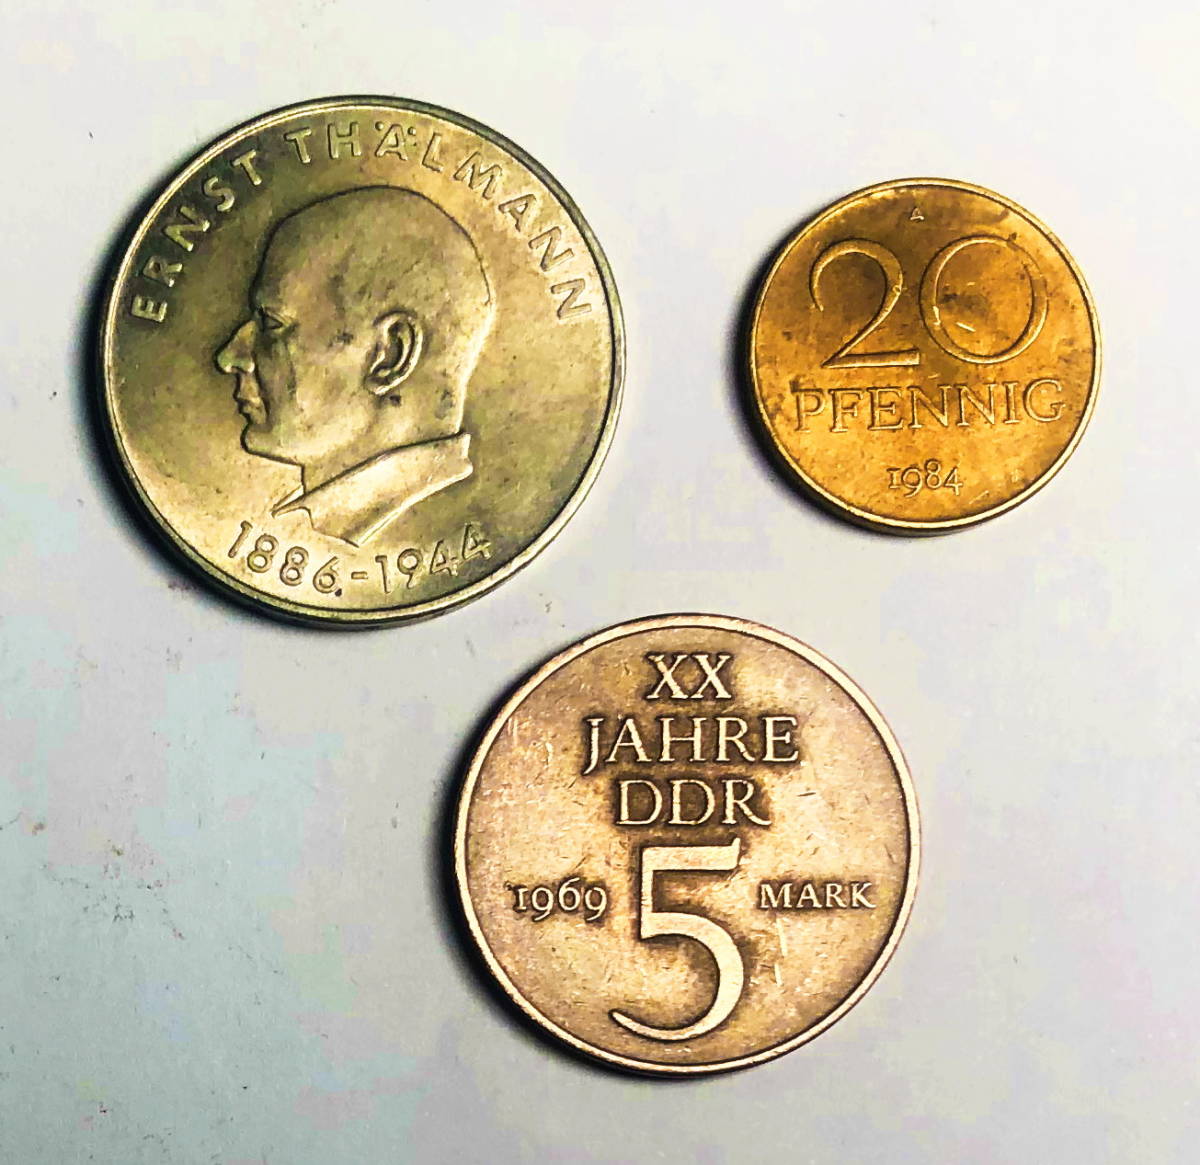 ERNST THÄLMANN
1886-1944
A
20
PFENNIG
1984
XX
JAHRE
DDR
1969 5 MARK